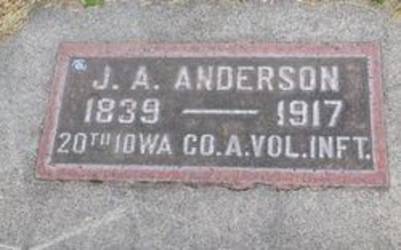 J. A. ANDERSON
1839 — 1917
20TH IOWA CO. A. VOL. INFT.